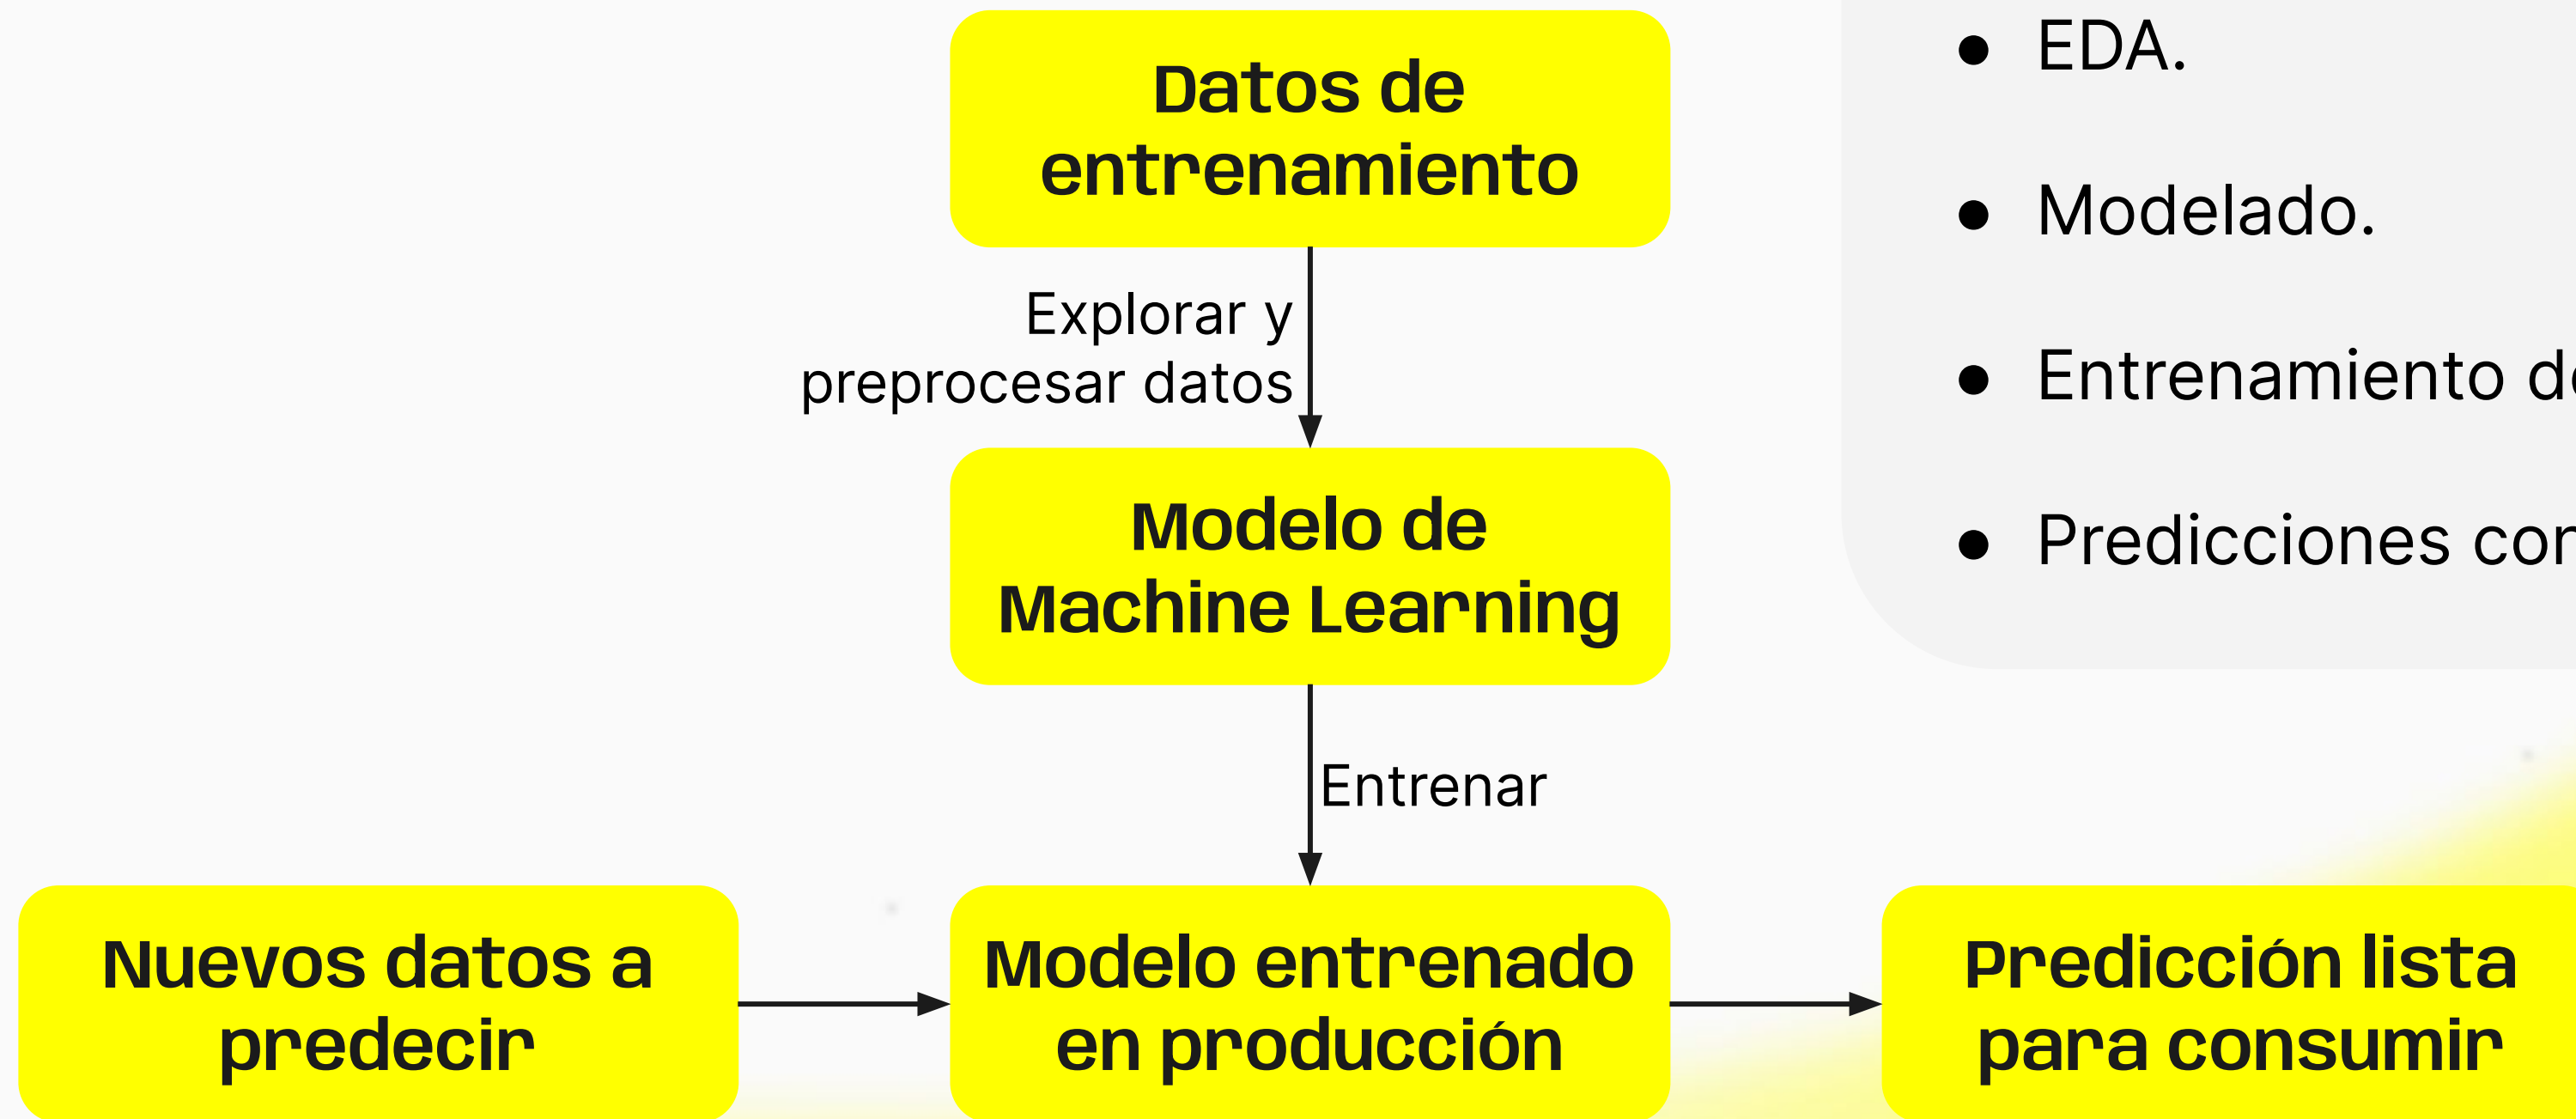 Datos de
entrenamiento
Explorar y
preprocesar datos
Modelo de
Machine Learning
Entrenar
Nuevos datos a
predecir
Modelo entrenado
en producción
Predicción lista
para consumir
● EDA.
● Modelado.
● Entrenamiento
● Predicciones